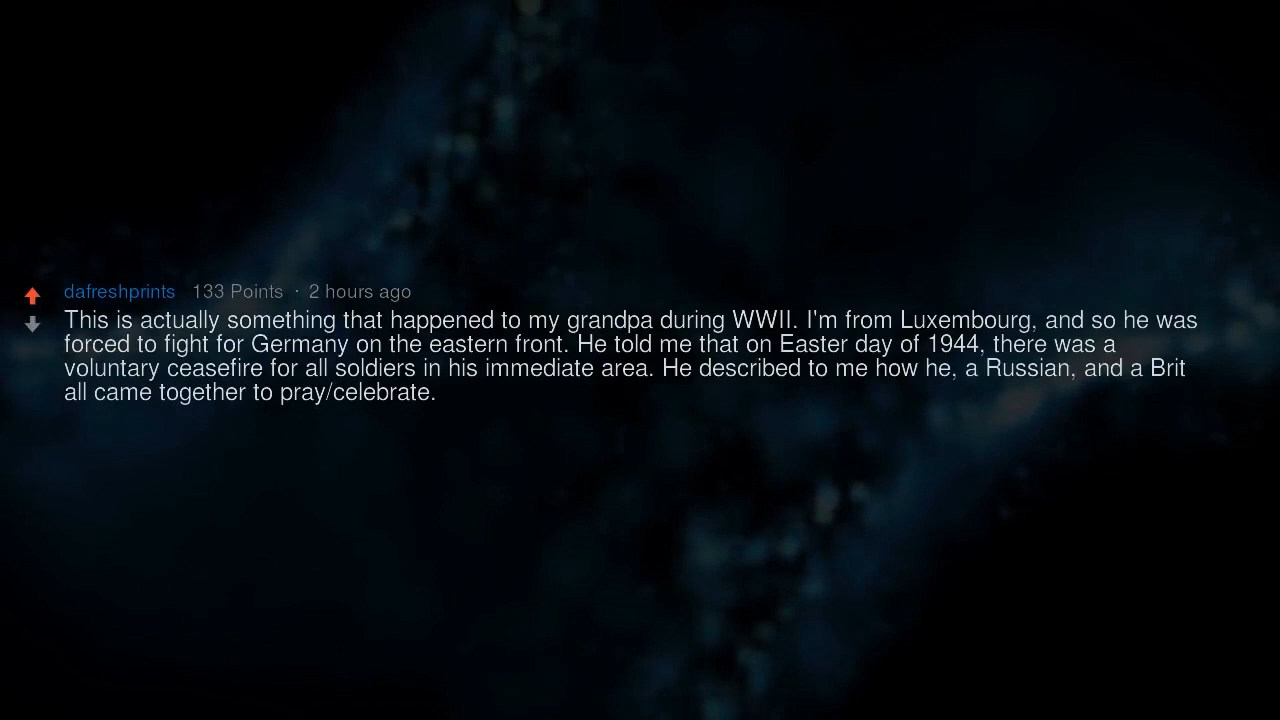 dafreshprints 133 Points · 2 hours ago
This is actually something that happened to my grandpa during WWII. I'm from Luxembourg, and so he was
forced to fight for Germany on the eastern front. He told me that on Easter day of 1944, there was a
voluntary ceasefire for all soldiers in his immediate area. He described to me how he, a Russian, and a Brit
all came together to pray/celebrate.